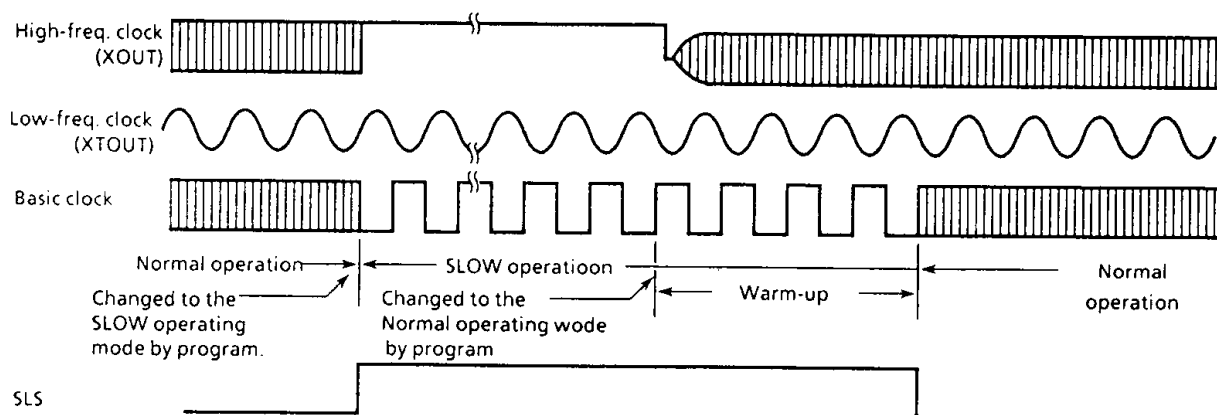 High-freq. clock
(XOUT)
Low-freq. clock
(XTOUT)
Basic clock
Normal operation
SLOW operatioon
Normal
operation
Warm-up
Changed to the
SLOW operating
mode by program.
Changed to the
Normal operating wode
by program
SLS